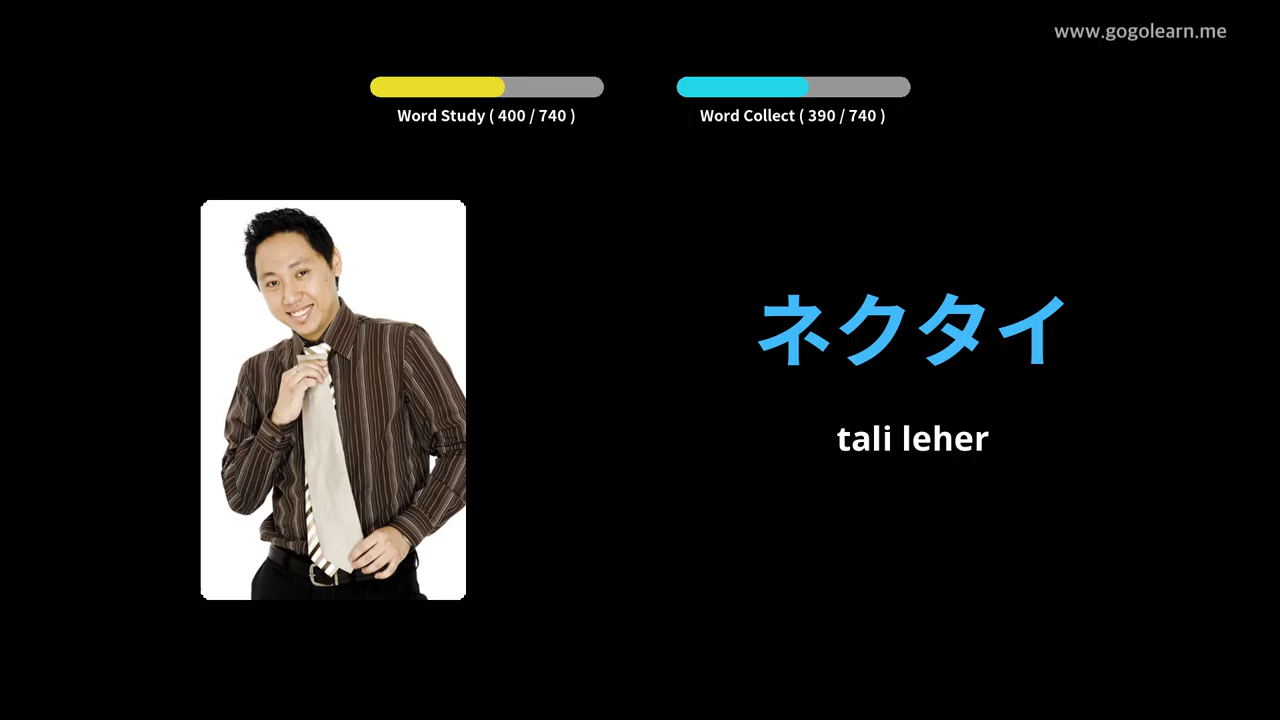 www.gogolearn.me
Word Study ( 400 / 740 )
Word Collect ( 390 / 740 )
ネクタイ
tali leher